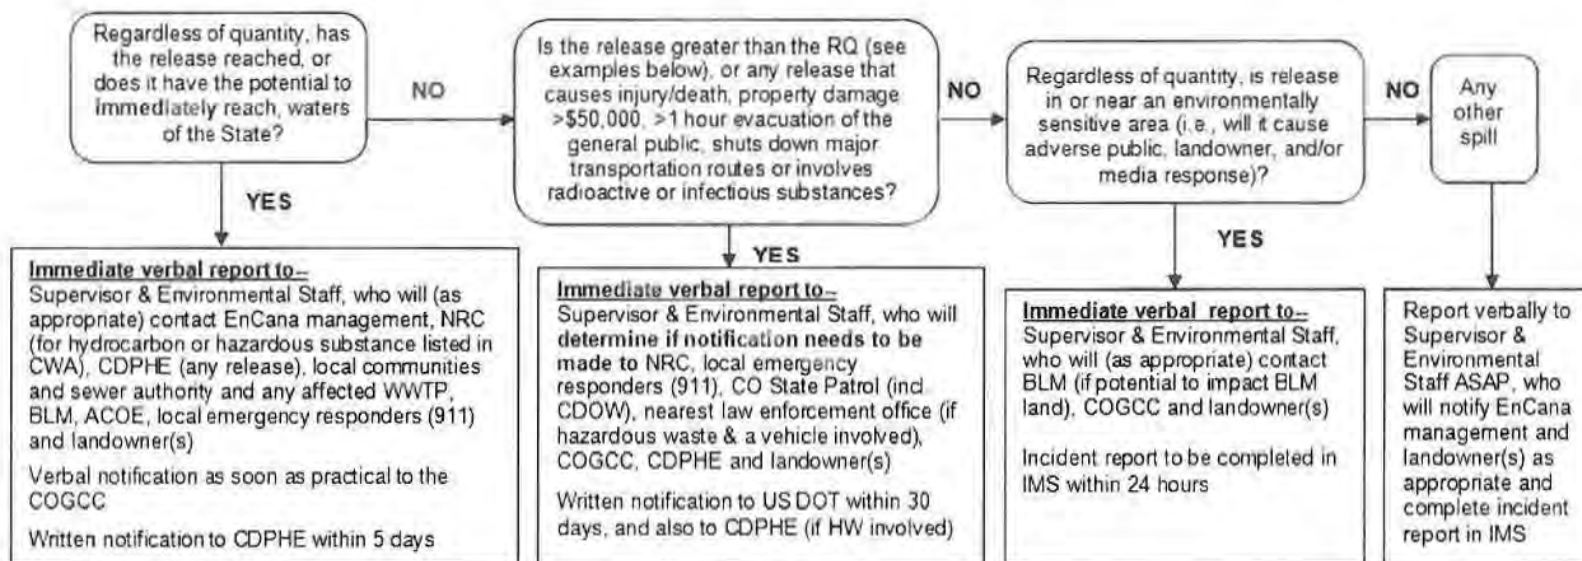 Regardless of quantity, has
the release reached, or
does it have the potential to
immediately reach, waters
of the State?
NO
YES
Is the release greater than the RQ (see
examples below), or any release that
causes injury/death, property damage
>$50,000, >1 hour evacuation of the
general public, shuts down major
transportation routes or involves
radioactive or infectious substances?
NO
YES
Regardless of quantity, is release
in or near an environmentally
sensitive area (i.e., will it cause
adverse public, landowner, and/or
media response)?
NO
YES
Any
other
spill
Immediate verbal report to--
Supervisor & Environmental Staff, who will (as
appropriate) contact EnCana management, NRC
(for hydrocarbon or hazardous substance listed in
CWA), CDPHE (any release), local communities
and sewer authority and any affected WWTP,
BLM, ACOE, local emergency responders (911)
and landowner(s)
Verbal notification as soon as practical to the
COGCC
Written notification to CDPHE within 5 days
Immediate verbal report to--
Supervisor & Environmental Staff, who will
determine if notification needs to be
made to NRC, local emergency
responders (911), CO State Patrol (incl.
CDOW), nearest law enforcement office (if
hazardous waste & a vehicle involved),
COGCC, CDPHE and landowner(s)
Written notification to US DOT within 30
days, and also to CDPHE (if HW involved)
Immediate verbal report to--
Supervisor & Environmental Staff,
who will (as appropriate) contact
BLM (if potential to impact BLM
land), COGCC and landowner(s)
Incident report to be completed in
IMS within 24 hours
Report verbally to
Supervisor &
Environmental
Staff ASAP, who
will notify EnCana
management and
landowner(s) as
appropriate and
complete incident
report in IMS